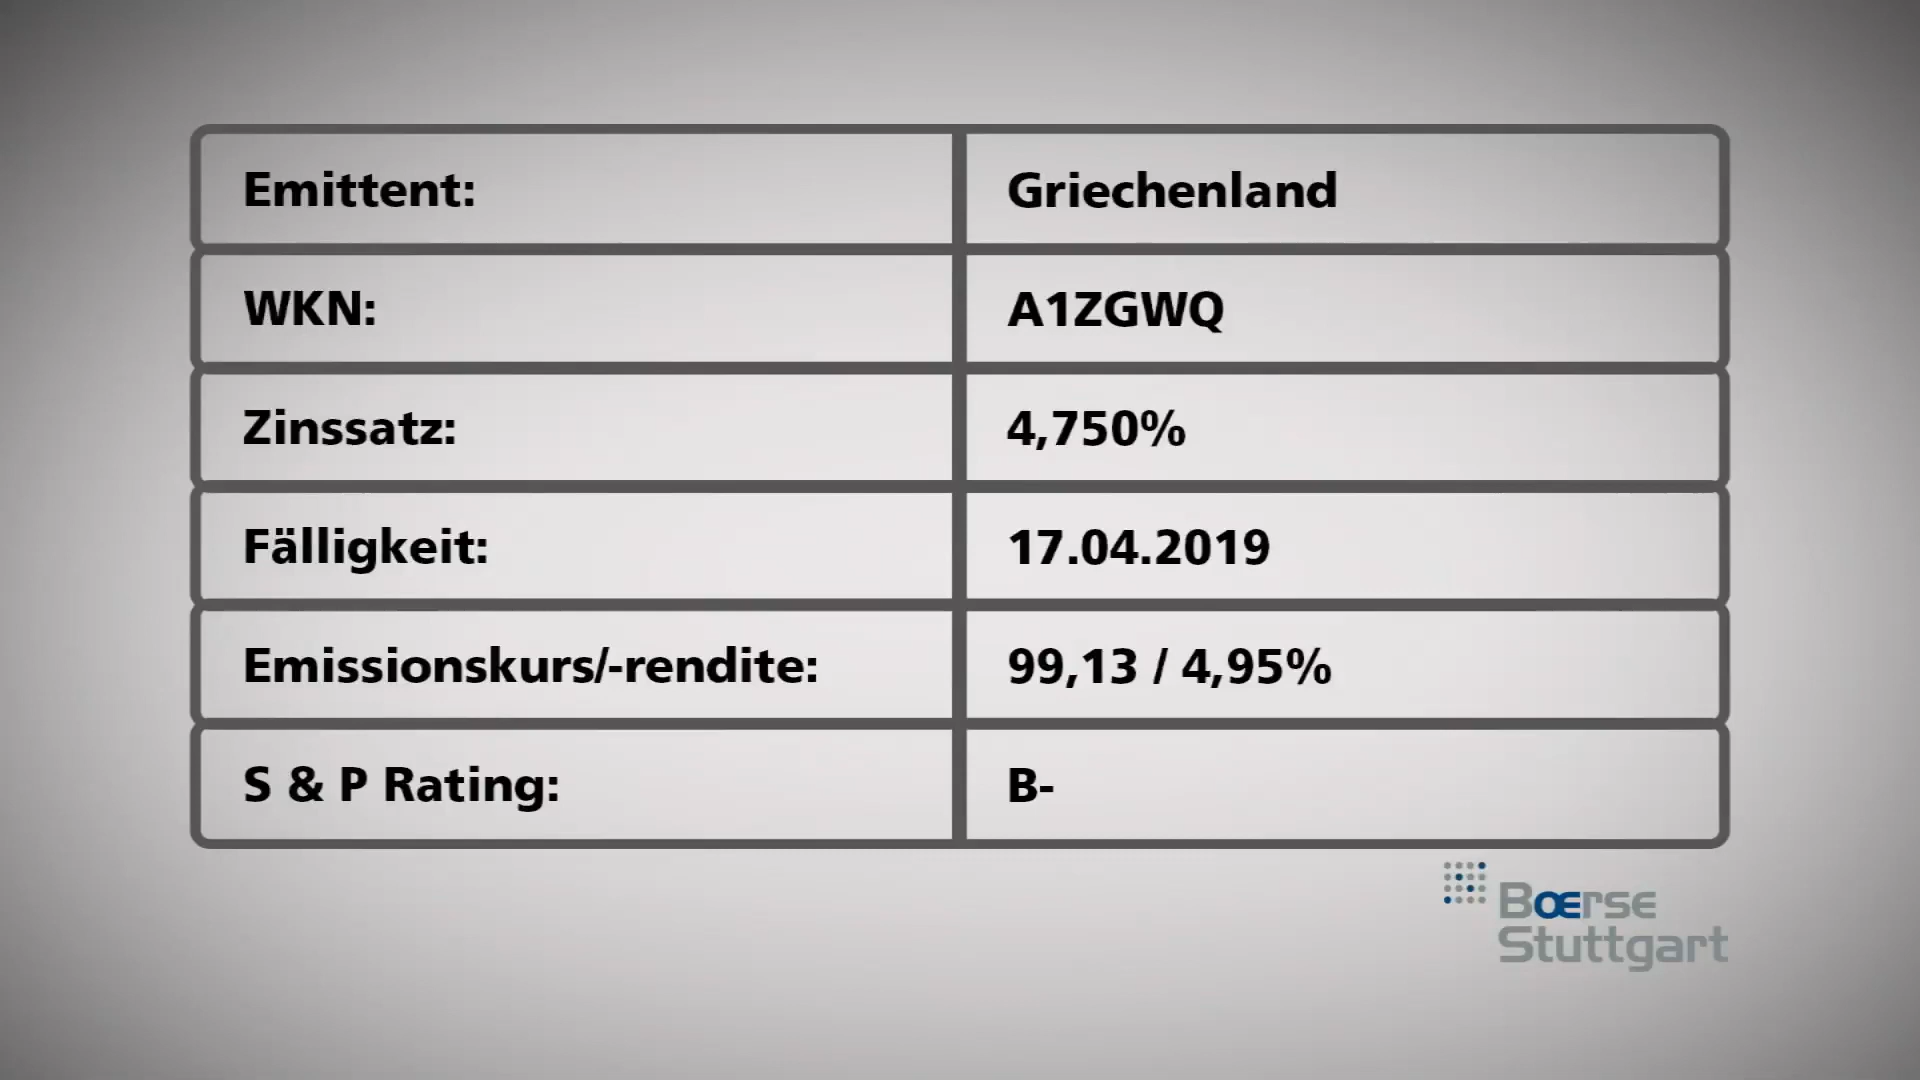 Emittent: Griechenland
WKN: A1ZGWQ
Zinssatz: 4,750%
Fälligkeit: 17.04.2019
Emissionskurs/-rendite: 99,13 / 4,95%
S & P Rating: B-
Boerse
Stuttgart